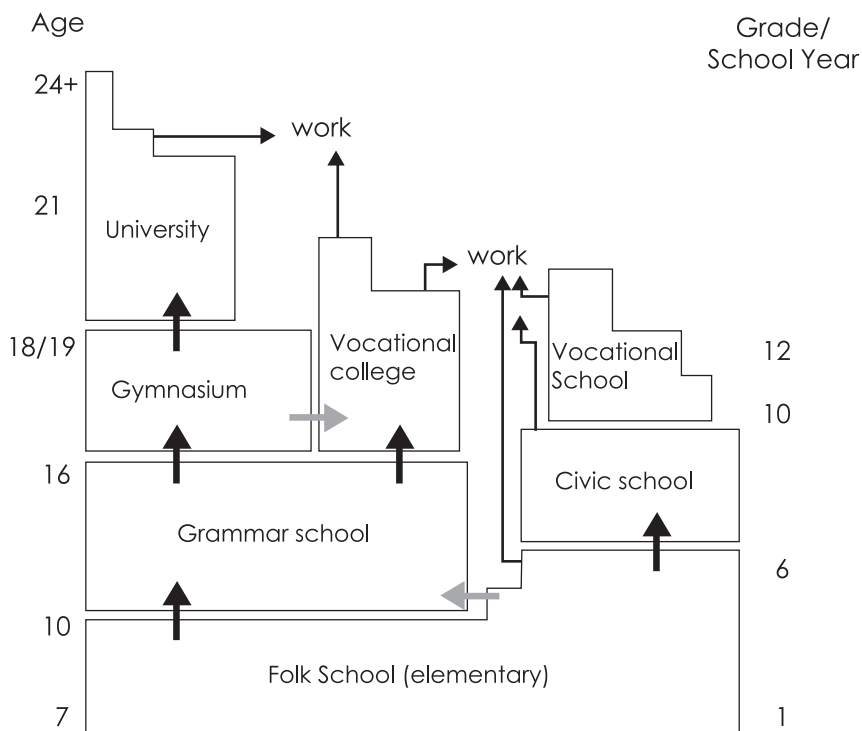 Age
Grade/
School Year
24+
work
21
University
work
18/19
Vocational
college
Vocational
School
12
Gymnasium
10
16
Civic school
Grammar school
6
10
Folk School (elementary)
7
1